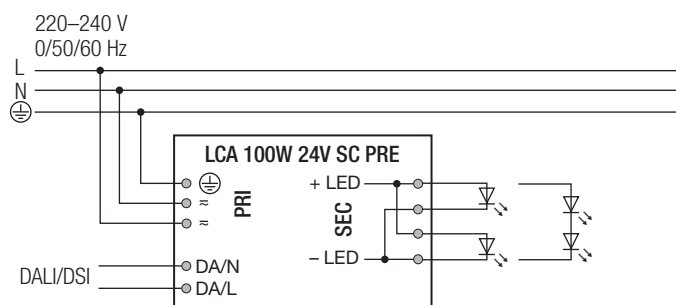 220–240 V
0/50/60 Hz
L
N
LCA 100W 24V SC PRE
PRI
≂
≂
+ LED
SEC
– LED
DALI/DSI
DA/N
DA/L